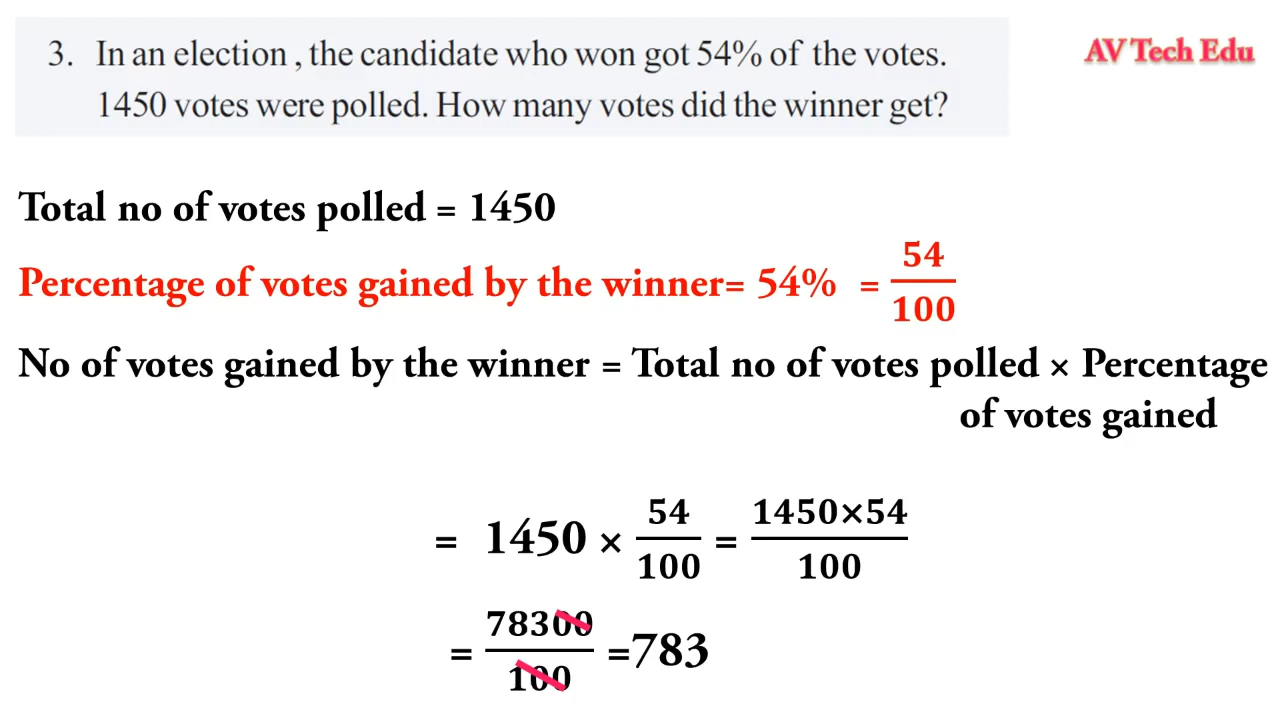 3. In an election , the candidate who won got 54% of the votes.
1450 votes were polled. How many votes did the winner get?
AV Tech Edu
Total no of votes polled = 1450
Percentage of votes gained by the winner= 54% = 54/100
No of votes gained by the winner = Total no of votes polled × Percentage
of votes gained
= 1450 × 54/100 = 1450×54/100
= 78300/100 =783